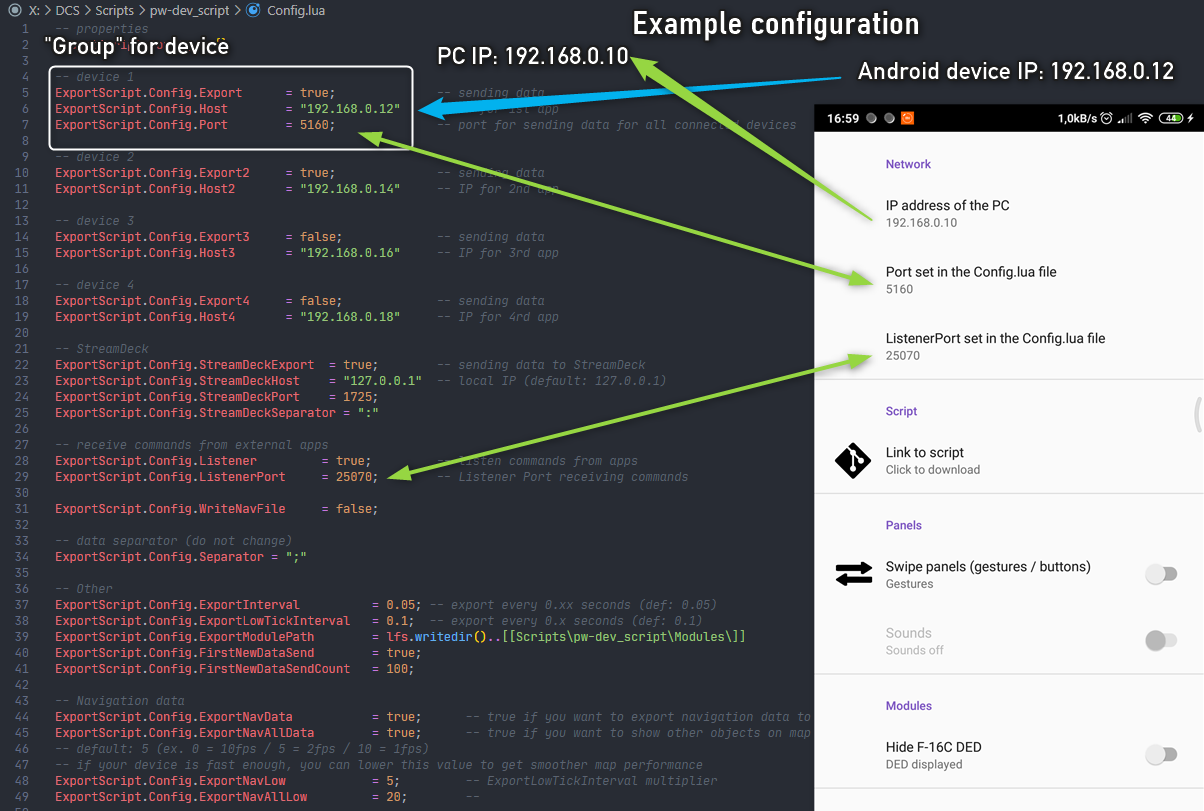 X: > DCS > Scripts > pw-dev_script > Config.lua
Example configuration
"Group" for device
PC IP: 192.168.0.10
Android device IP: 192.168.0.12
1 -- properties
2
3
4 -- device 1
5 ExportScript.Config.Export = true; -- sending data
6 ExportScript.Config.Host = "192.168.0.12" 1st app
7 ExportScript.Config.Port = 5160; -- port for sending data for all connected devices
8
9 -- device 2
10 ExportScript.Config.Export2 = true; -- sending data
11 ExportScript.Config.Host2 = "192.168.0.14" -- IP for 2nd app
12
13 -- device 3
14 ExportScript.Config.Export3 = false; -- sending data
15 ExportScript.Config.Host3 = "192.168.0.16" -- IP for 3rd app
16
17 -- device 4
18 ExportScript.Config.Export4 = false; -- sending data
19 ExportScript.Config.Host4 = "192.168.0.18" -- IP for 4rd app
20
21 -- StreamDeck
22 ExportScript.Config.StreamDeckExport = true; -- sending data to StreamDeck
23 ExportScript.Config.StreamDeckHost = "127.0.0.1" -- local IP (default: 127.0.0.1)
24 ExportScript.Config.StreamDeckPort = 1725;
25 ExportScript.Config.StreamDeckSeparator = ":"
26
27 -- receive commands from external apps
28 ExportScript.Config.Listener = true; -- listen commands from apps
29 ExportScript.Config.ListenerPort = 25070; -- Listener Port receiving commands
30
31 ExportScript.Config.WriteNavFile = false;
32
33 -- data separator (do not change)
34 ExportScript.Config.Separator = ";"
35
36 -- Other
37 ExportScript.Config.ExportInterval = 0.05; -- export every 0.xx seconds (def: 0.05)
38 ExportScript.Config.ExportLowTickInterval = 0.1; -- export every 0.x seconds (def: 0.1)
39 ExportScript.Config.ExportModulePath = lfs.writedir()..[[Scripts\pw-dev_script\Modules\]]
40 ExportScript.Config.FirstNewDataSend = true;
41 ExportScript.Config.FirstNewDataSendCount = 100;
42
43 -- Navigation data
44 ExportScript.Config.ExportNavData = true; -- true if you want to export navigation data to
45 ExportScript.Config.ExportNavAllData = true; -- true if you want to show other objects on map
46 -- default: 5 (ex. 0 = 10fps / 5 = 2fps / 10 = 1fps)
47 -- if your device is fast enough, you can lower this value to get smoother map performance
48 ExportScript.Config.ExportNavLow = 5; -- ExportLowTickInterval multiplier
49 ExportScript.Config.ExportNavAllLow = 20; --
16:59 1,0kB/s 44
Network
IP address of the PC
192.168.0.10
Port set in the Config.lua file
5160
ListenerPort set in the Config.lua file
25070
Script
Link to script
Click to download
Panels
Swipe panels (gestures / buttons)
Gestures
Sounds
Sounds off
Modules
Hide F-16C DED
DED displayed